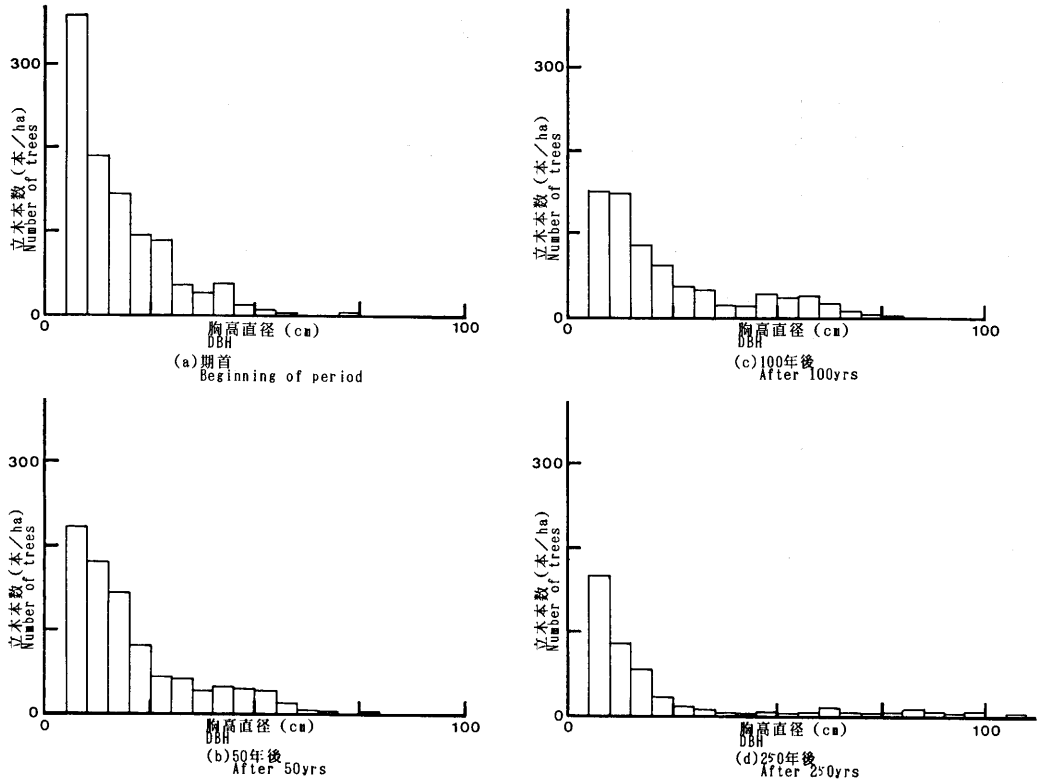 300
立木本数 (本/ha)
Number of trees
0
100
胸高直径 (cm)
DBH
(a)期首
Beginning of period
300
立木本数 (本/ha)
Number of trees
0
100
胸高直径 (cm)
DBH
(c)100年後
After 100yrs
300
立木本数 (本/ha)
Number of trees
0
0
100
胸高直径 (cm)
DBH
(b)50年後
After 50yrs
300
立木本数 (本/ha)
Number of trees
0
0
100
胸高直径 (cm)
DBH
(d)250年後
After 250yrs